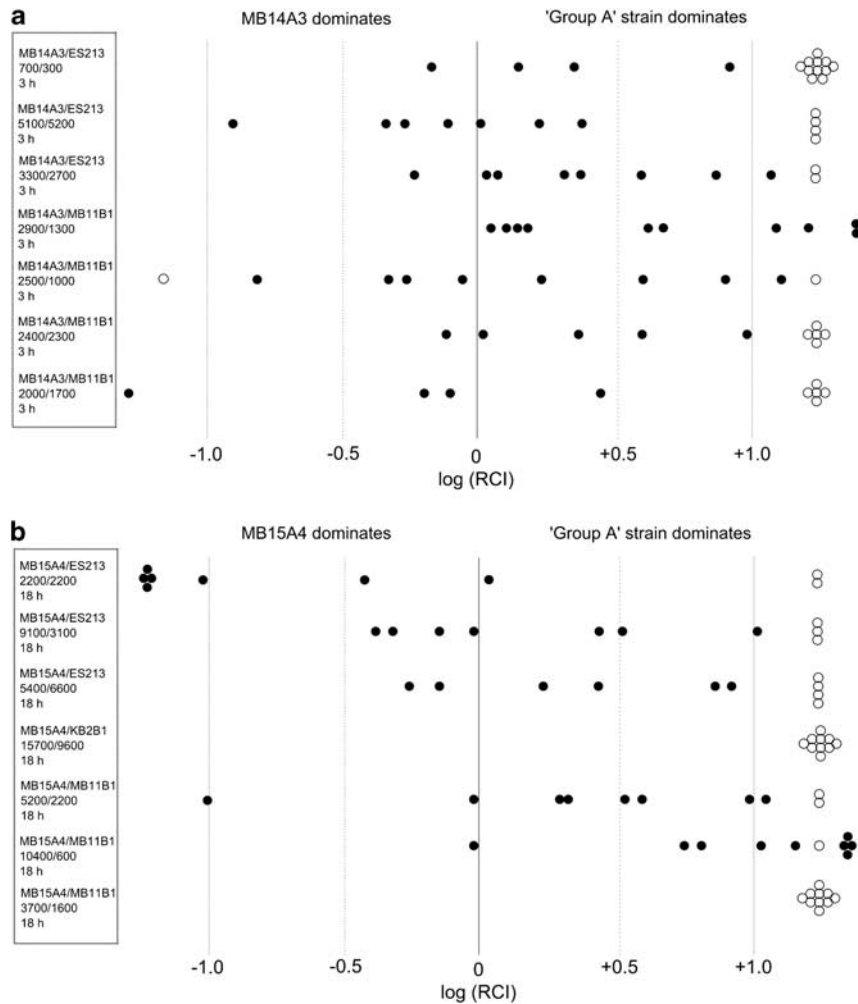 a
MB14A3 dominates 'Group A' strain dominates
MB14A3/ES213
700/300
3 h
MB14A3/ES213
5100/5200
3 h
MB14A3/ES213
3300/2700
3 h
MB14A3/MB11B1
2900/1300
3 h
MB14A3/MB11B1
2500/1000
3 h
MB14A3/MB11B1
2400/2300
3 h
MB14A3/MB11B1
2000/1700
3 h
-1.0 -0.5 0 +0.5 +1.0
log (RCI)
b
MB15A4 dominates 'Group A' strain dominates
MB15A4/ES213
2200/2200
18 h
MB15A4/ES213
9100/3100
18 h
MB15A4/ES213
5400/6600
18 h
MB15A4/KB2B1
15700/9600
18 h
MB15A4/MB11B1
5200/2200
18 h
MB15A4/MB11B1
10400/600
18 h
MB15A4/MB11B1
3700/1600
18 h
-1.0 -0.5 0 +0.5 +1.0
log (RCI)